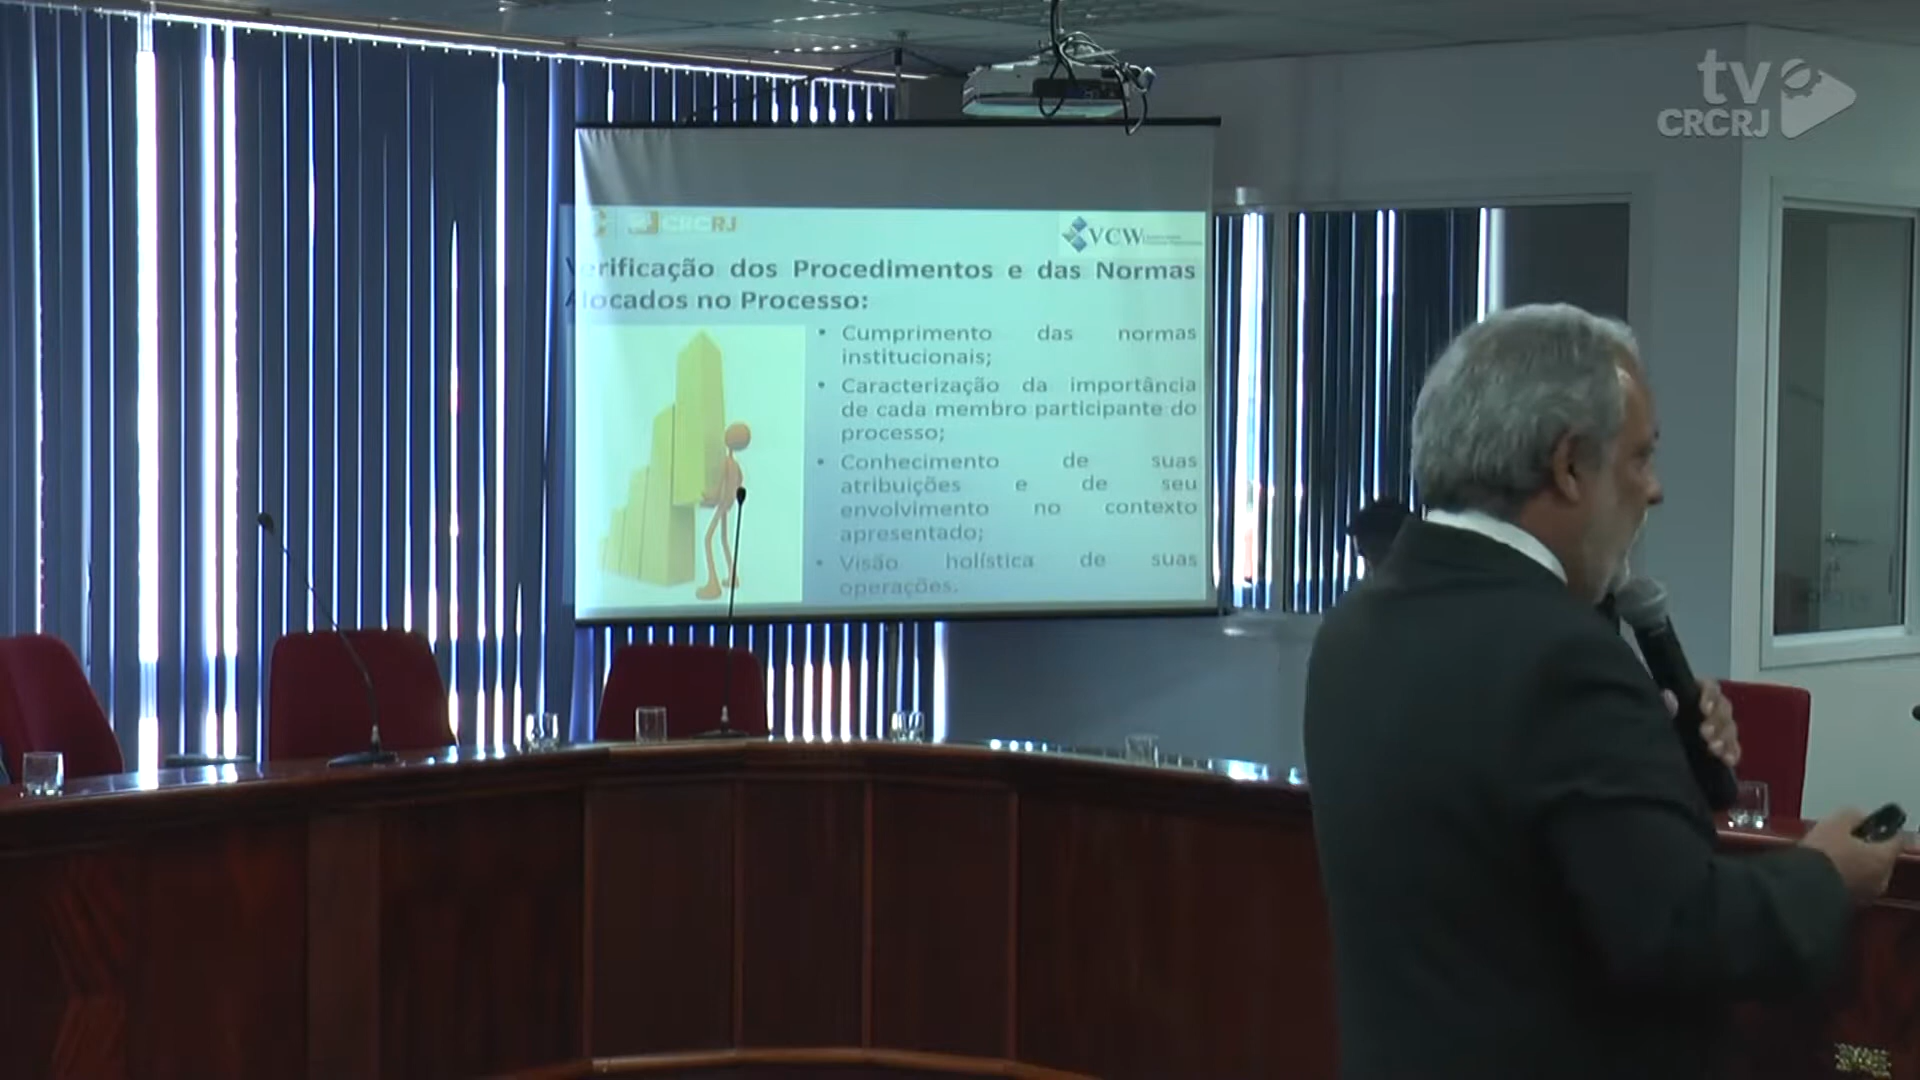 tv
CRCRJ
CRCRJ
VCW
Verificação dos Procedimentos e das Normas
Alocados no Processo:
• Cumprimento das normas
institucionais;
• Caracterização da importância
de cada membro participante do
processo;
• Conhecimento de suas
atribuições e de seu
envolvimento no contexto
apresentado;
• Visão holística de suas
operações.